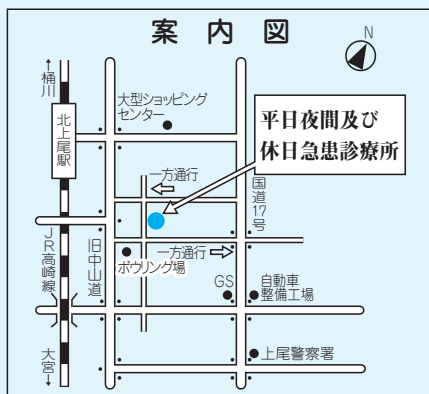 案内図
N
←桶川
北上尾駅
大型ショッピング
センター
平日夜間及び
休日急患診療所
一方通行
国道17号
JR高崎線
旧中山道
一方通行
ボウリング場
GS
自動車
整備工場
大宮→
上尾警察署